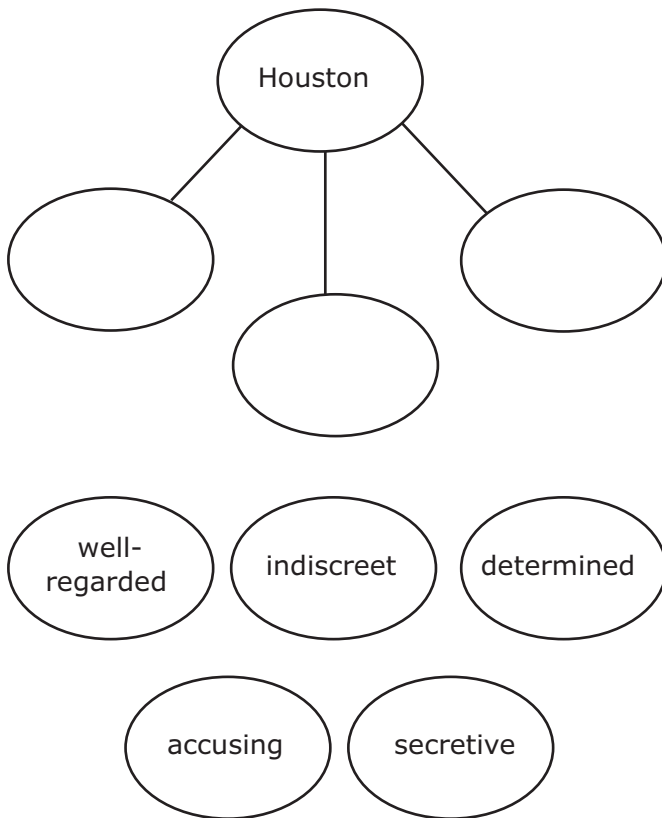 Houston
well-
regarded
indiscreet
determined
accusing
secretive